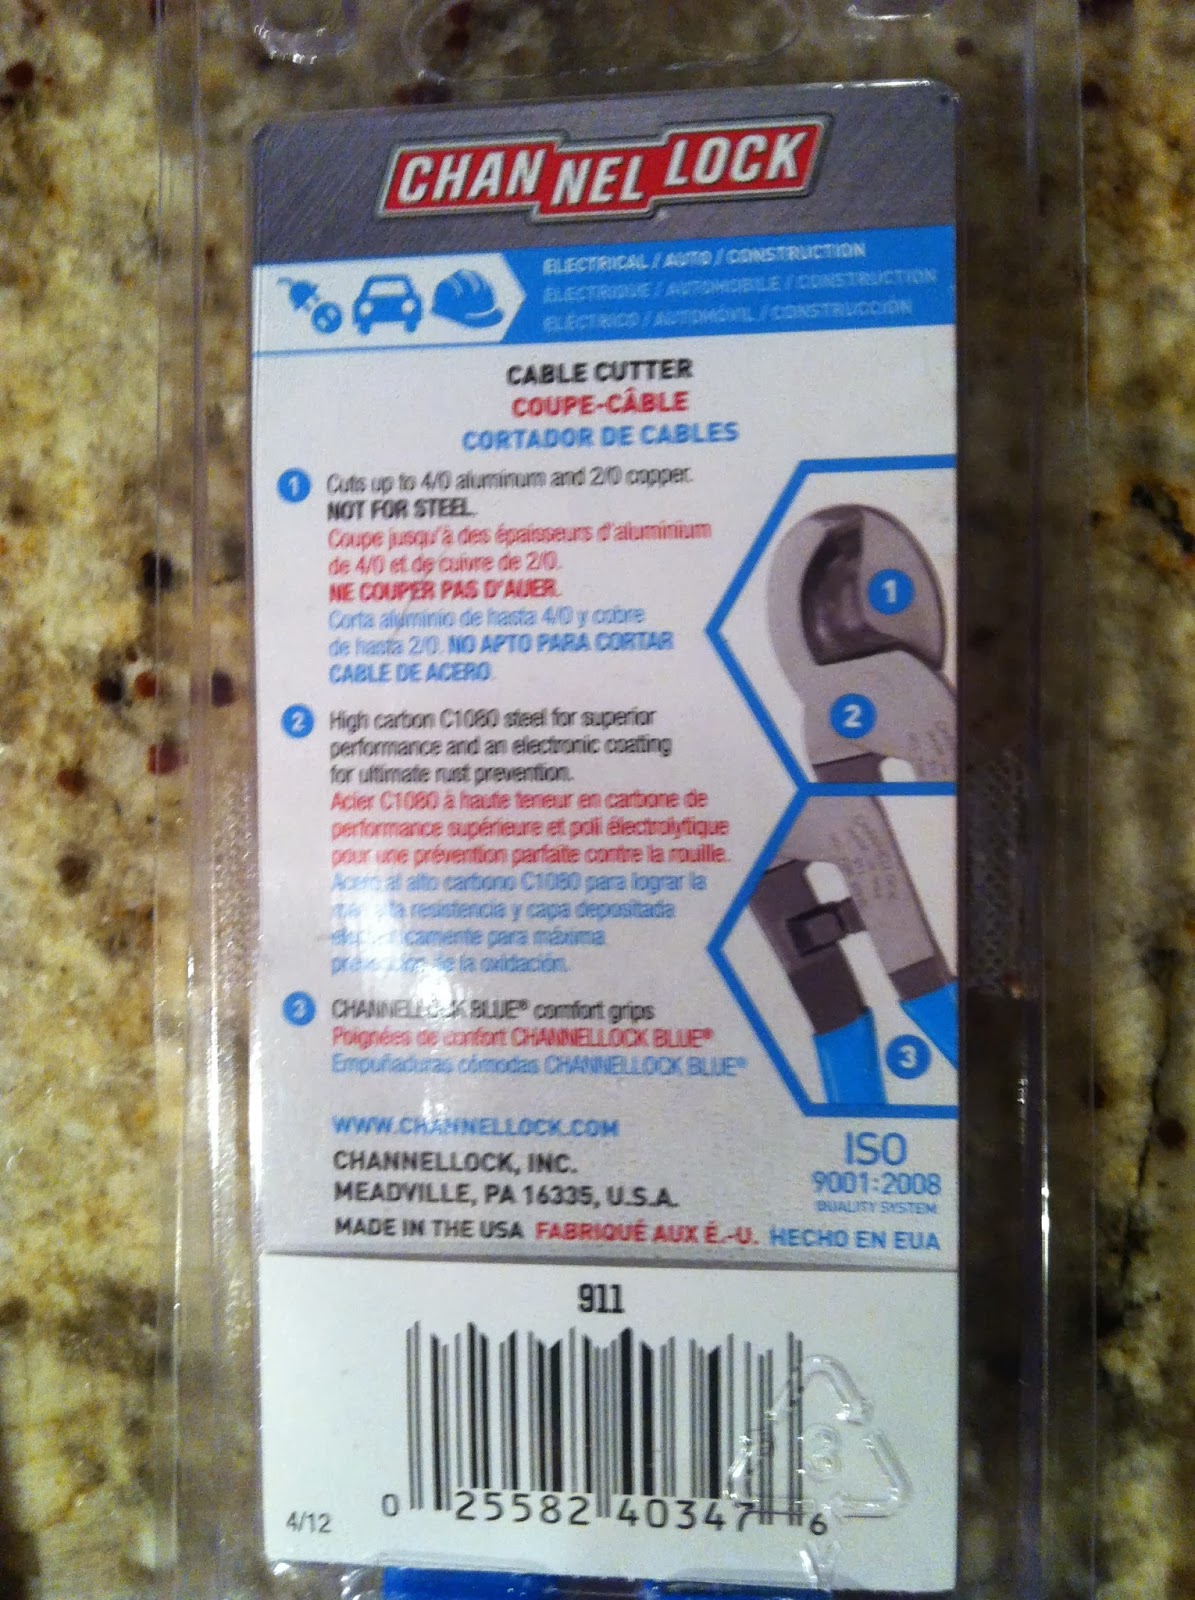 CHANNELLOCK
ELECTRICAL / AUTO / CONSTRUCTION
ÉLECTRIQUE / AUTOMOBILE / CONSTRUCTION
ELÉCTRICO / AUTOMÓVIL / CONSTRUCCIÓN
CABLE CUTTER
COUPE-CÂBLE
CORTADOR DE CABLES
1 Cuts up to 4/0 aluminum and 2/0 copper.
NOT FOR STEEL.
Coupe jusqu'à des épaisseurs d'aluminium
de 4/0 et de cuivre de 2/0.
NE COUPER PAS D'AUER.
Corta aluminio de hasta 4/0 y cobre
de hasta 2/0. NO APTO PARA CORTAR
CABLE DE ACERO.
2 High carbon C1080 steel for superior
performance and an electronic coating
for ultimate rust prevention.
Acier C1080 à haute teneur en carbone de
performance supérieure et poli électrolytique
pour une prévention parfaite contre la rouille.
Acero al alto carbono C1080 para lograr la
resistencia y capa depositada
para máxima
de la oxidación.
3 CHANNELLOCK BLUE® comfort grips
Poignées de confort CHANNELLOCK BLUE®
Empuñaduras cómodas CHANNELLOCK BLUE®
1
2
3
WWW.CHANNELLOCK.COM
CHANNELLOCK, INC.
MEADVILLE, PA 16335, U.S.A.
MADE IN THE USA FABRIQUÉ AUX É.-U. HECHO EN EUA
ISO
9001:2008
QUALITY SYSTEM
911
0 25582 40347 6
4/12